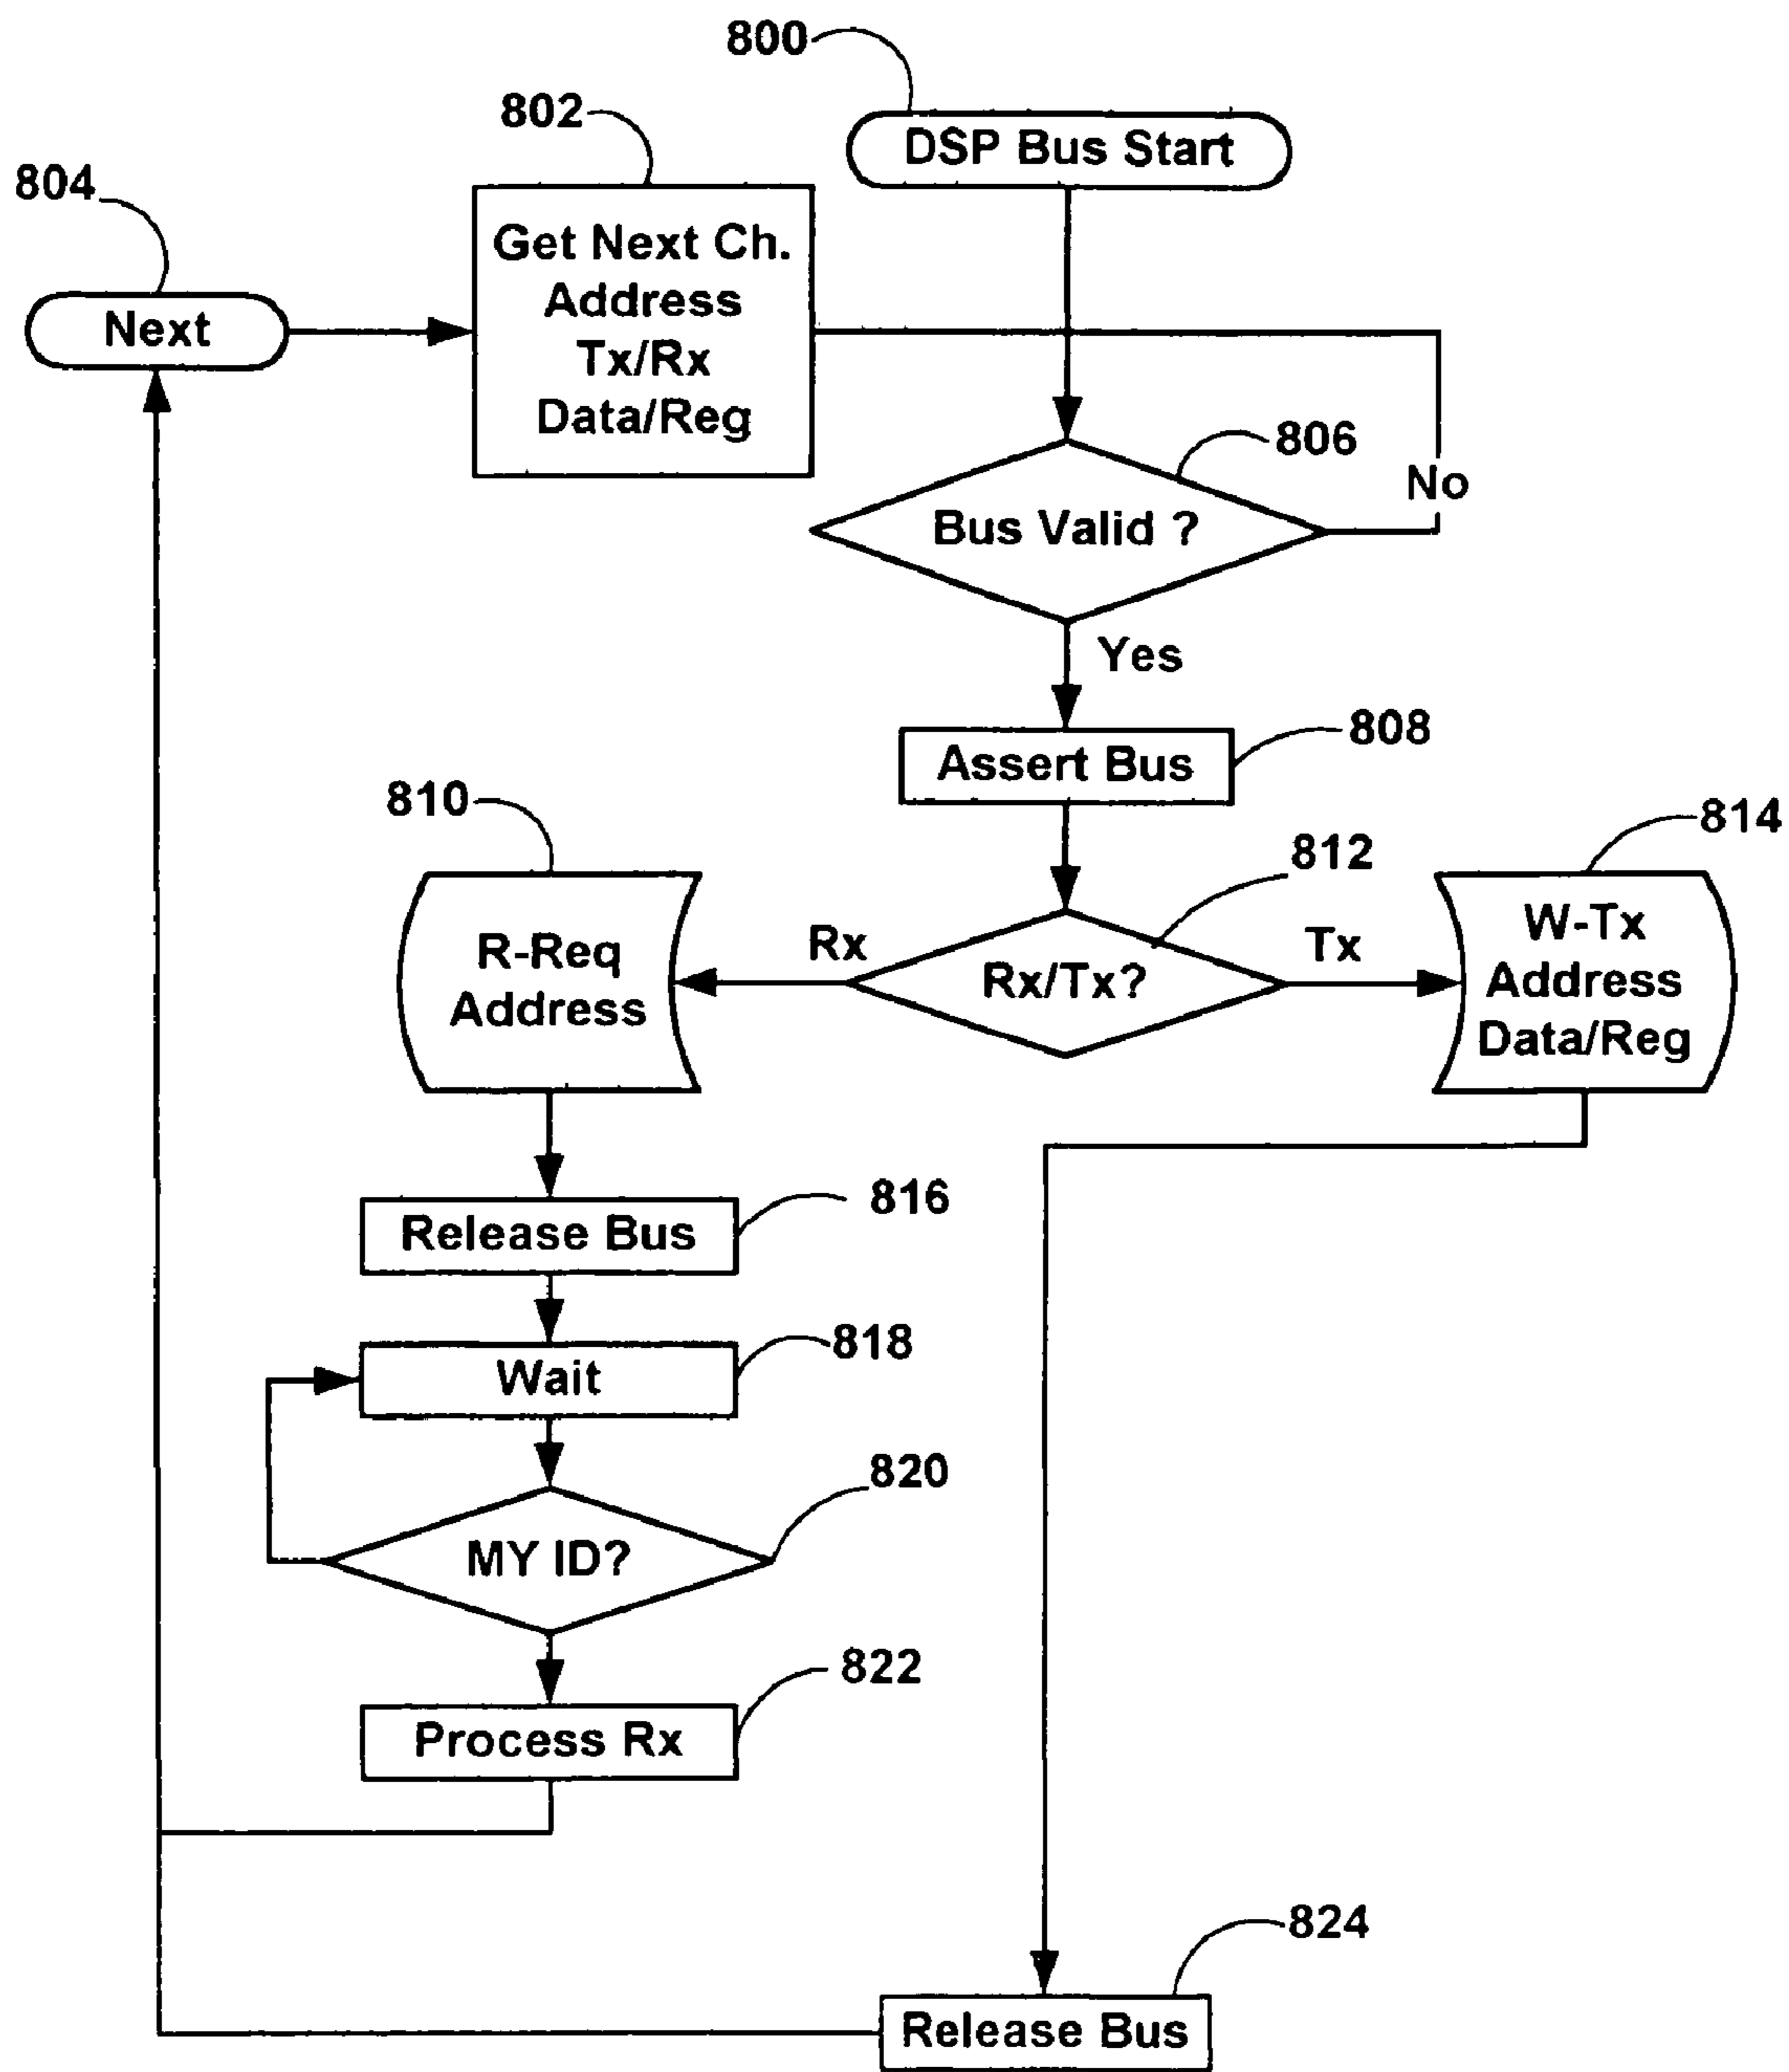 800
DSP Bus Start
802
804
Get Next Ch.
Address
Tx/Rx
Data/Reg
Next
806
Bus Valid ?
No
Yes
808
Assert Bus
810
812
814
R-Req
Address
Rx
Rx/Tx?
Tx
W-Tx
Address
Data/Reg
816
Release Bus
818
Wait
820
MY ID?
822
Process Rx
824
Release Bus